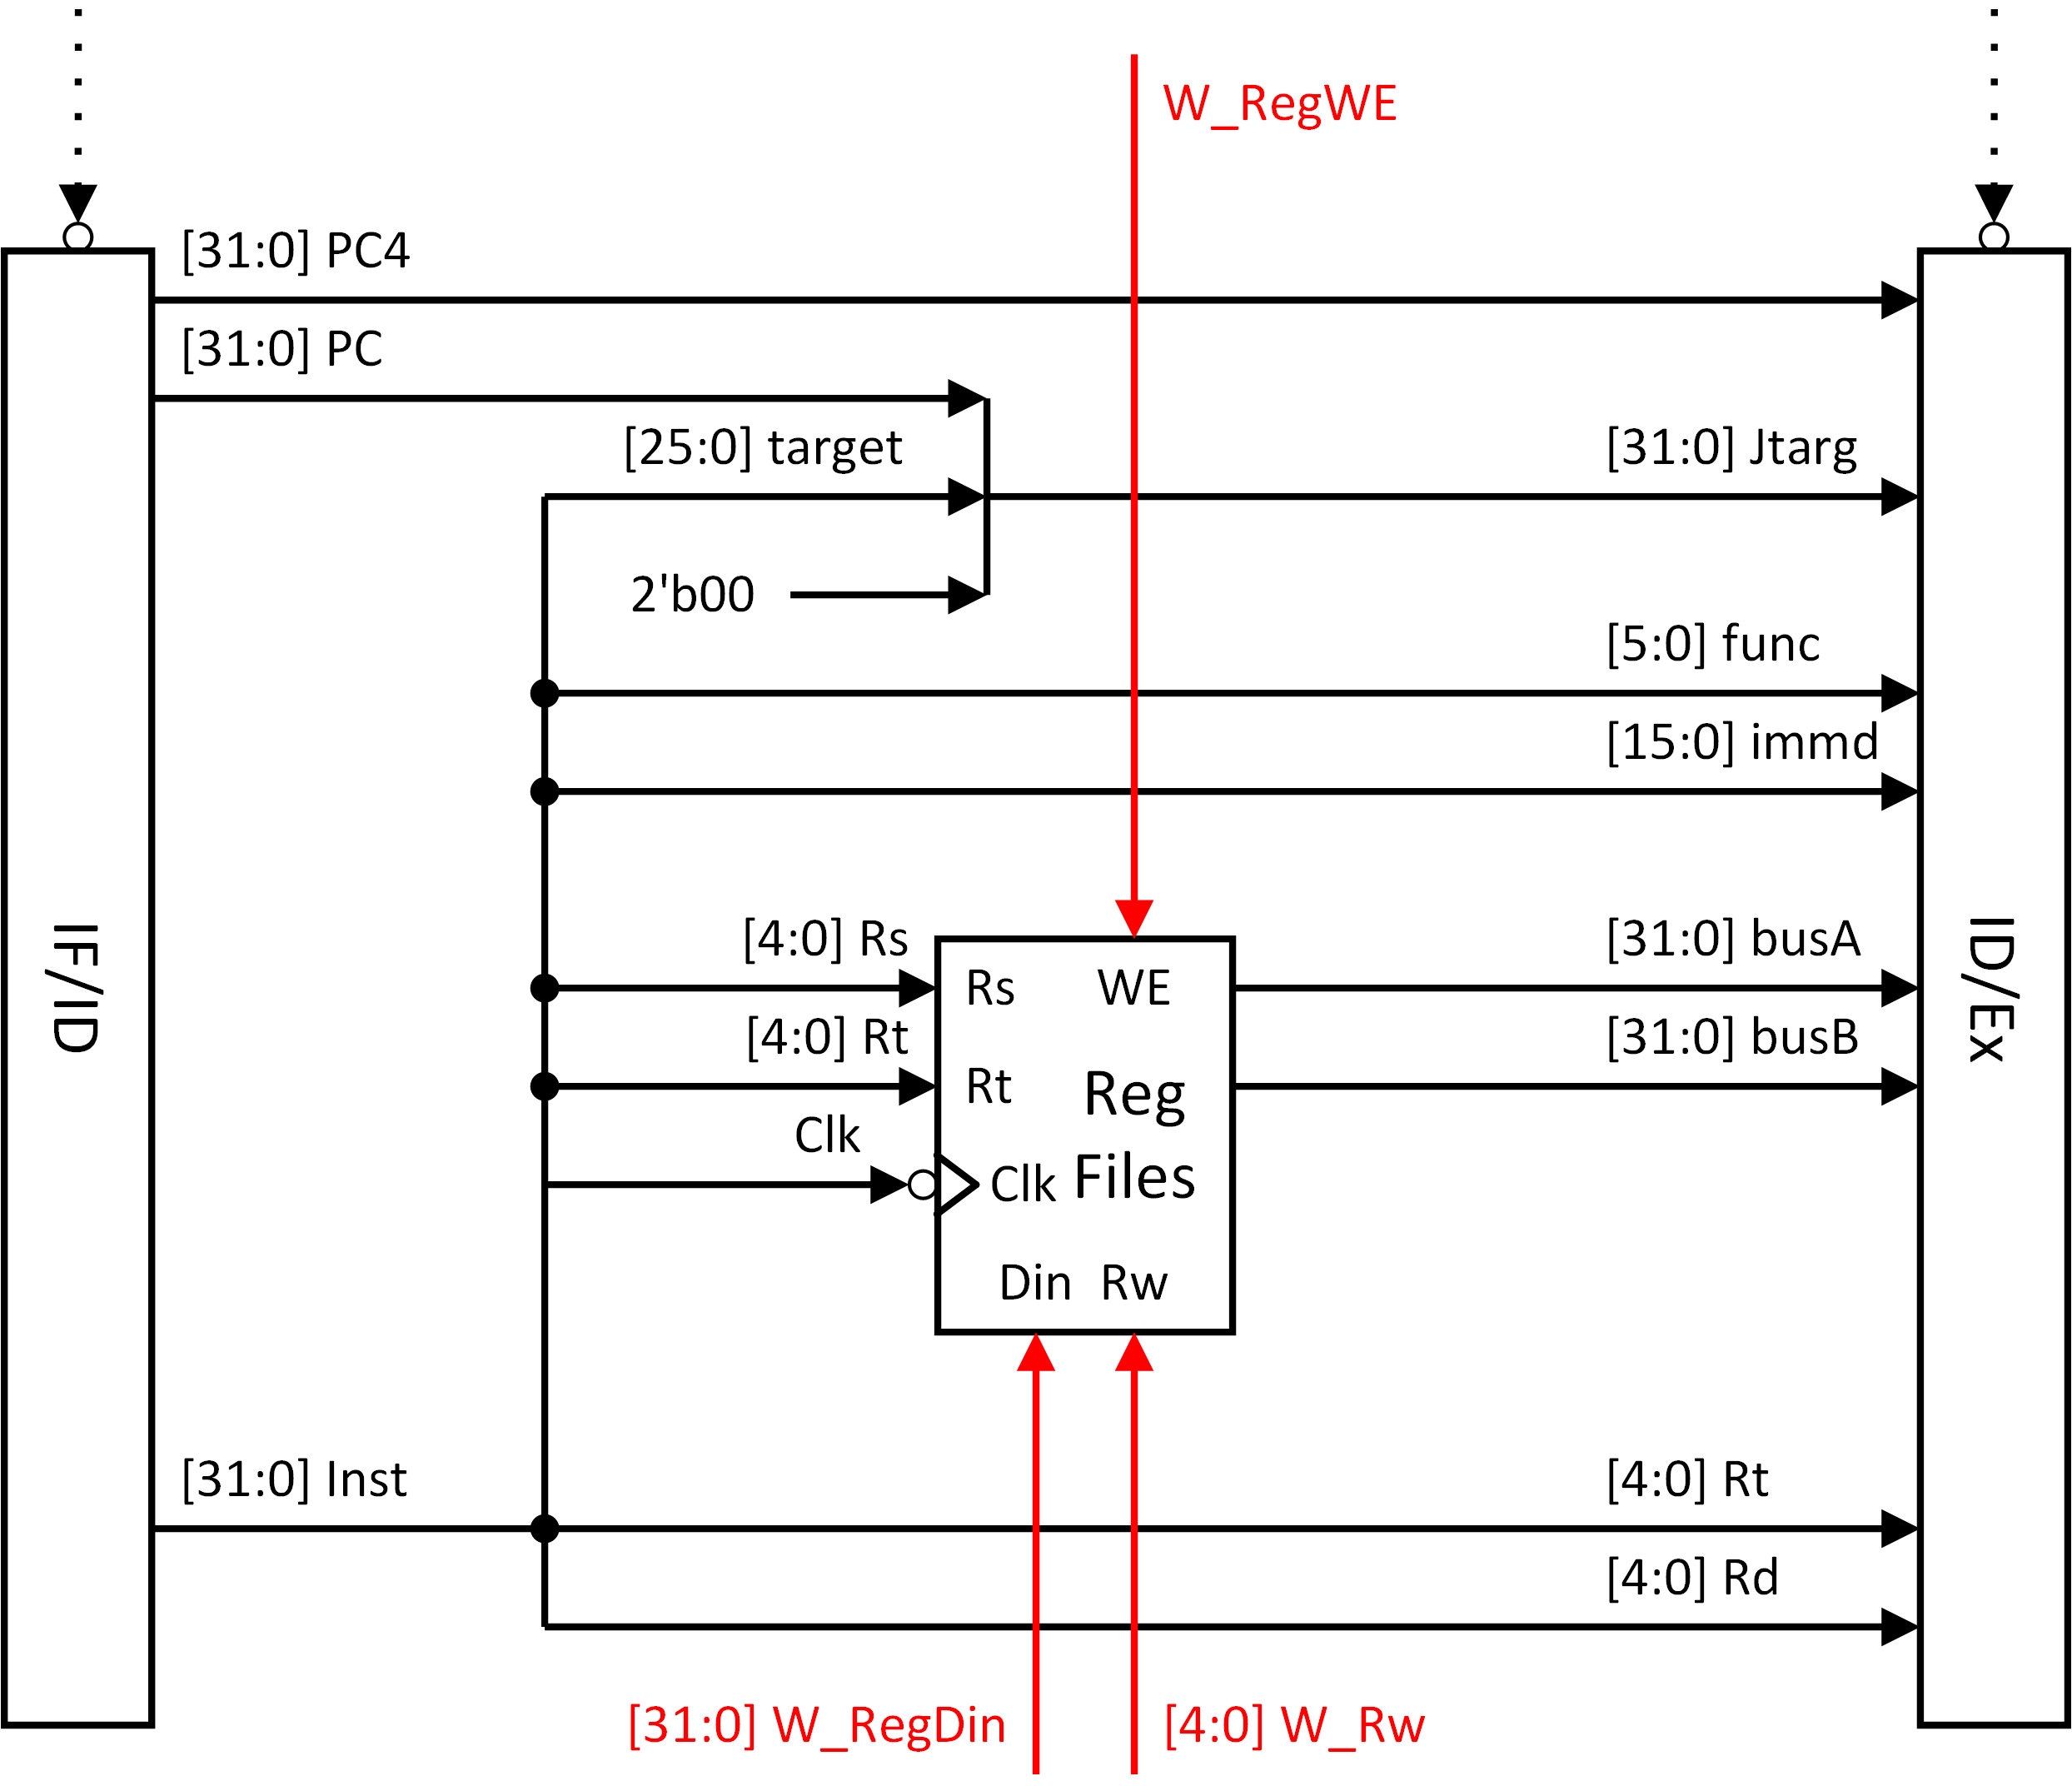 W_RegWE
[31:0] PC4
[31:0] PC
[25:0] target
[31:0] Jtarg
2'b00
[5:0] func
[15:0] immd
IF/ID
ID/Ex
[4:0] Rs
[31:0] busA
Rs WE
[4:0] Rt
[31:0] busB
Rt Reg
Clk
Clk Files
Din Rw
[31:0] Inst
[4:0] Rt
[4:0] Rd
[31:0] W_RegDin
[4:0] W_Rw